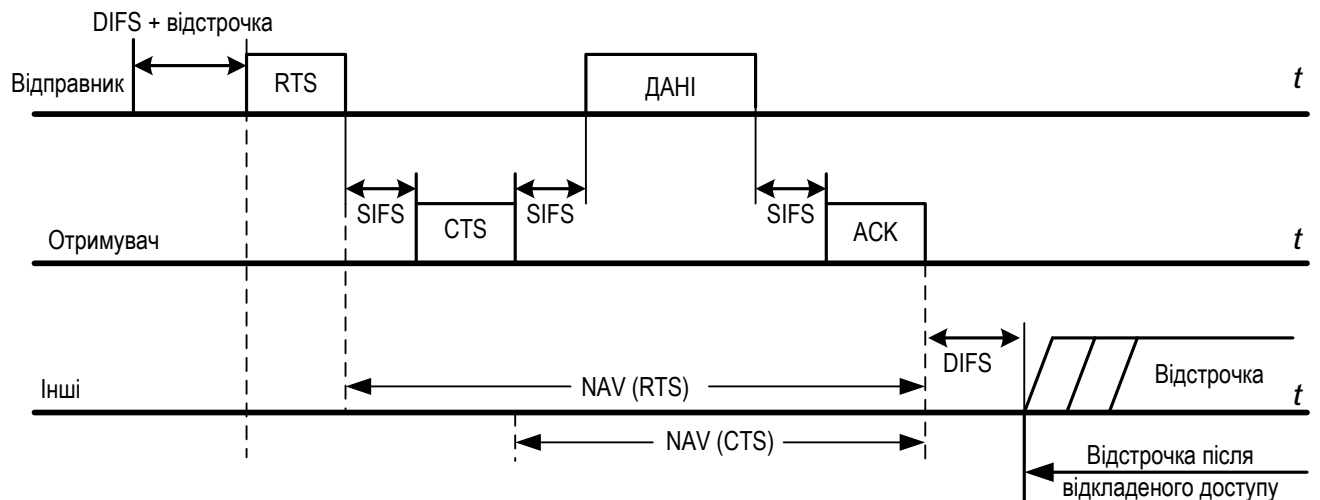 DIFS + відстрочка
Відправник
RTS
ДАНІ
t
SIFS
SIFS
SIFS
Отримувач
CTS
ACK
t
DIFS
Інші
NAV (RTS)
Відстрочка
t
NAV (CTS)
Відстрочка після
відкладеного доступу